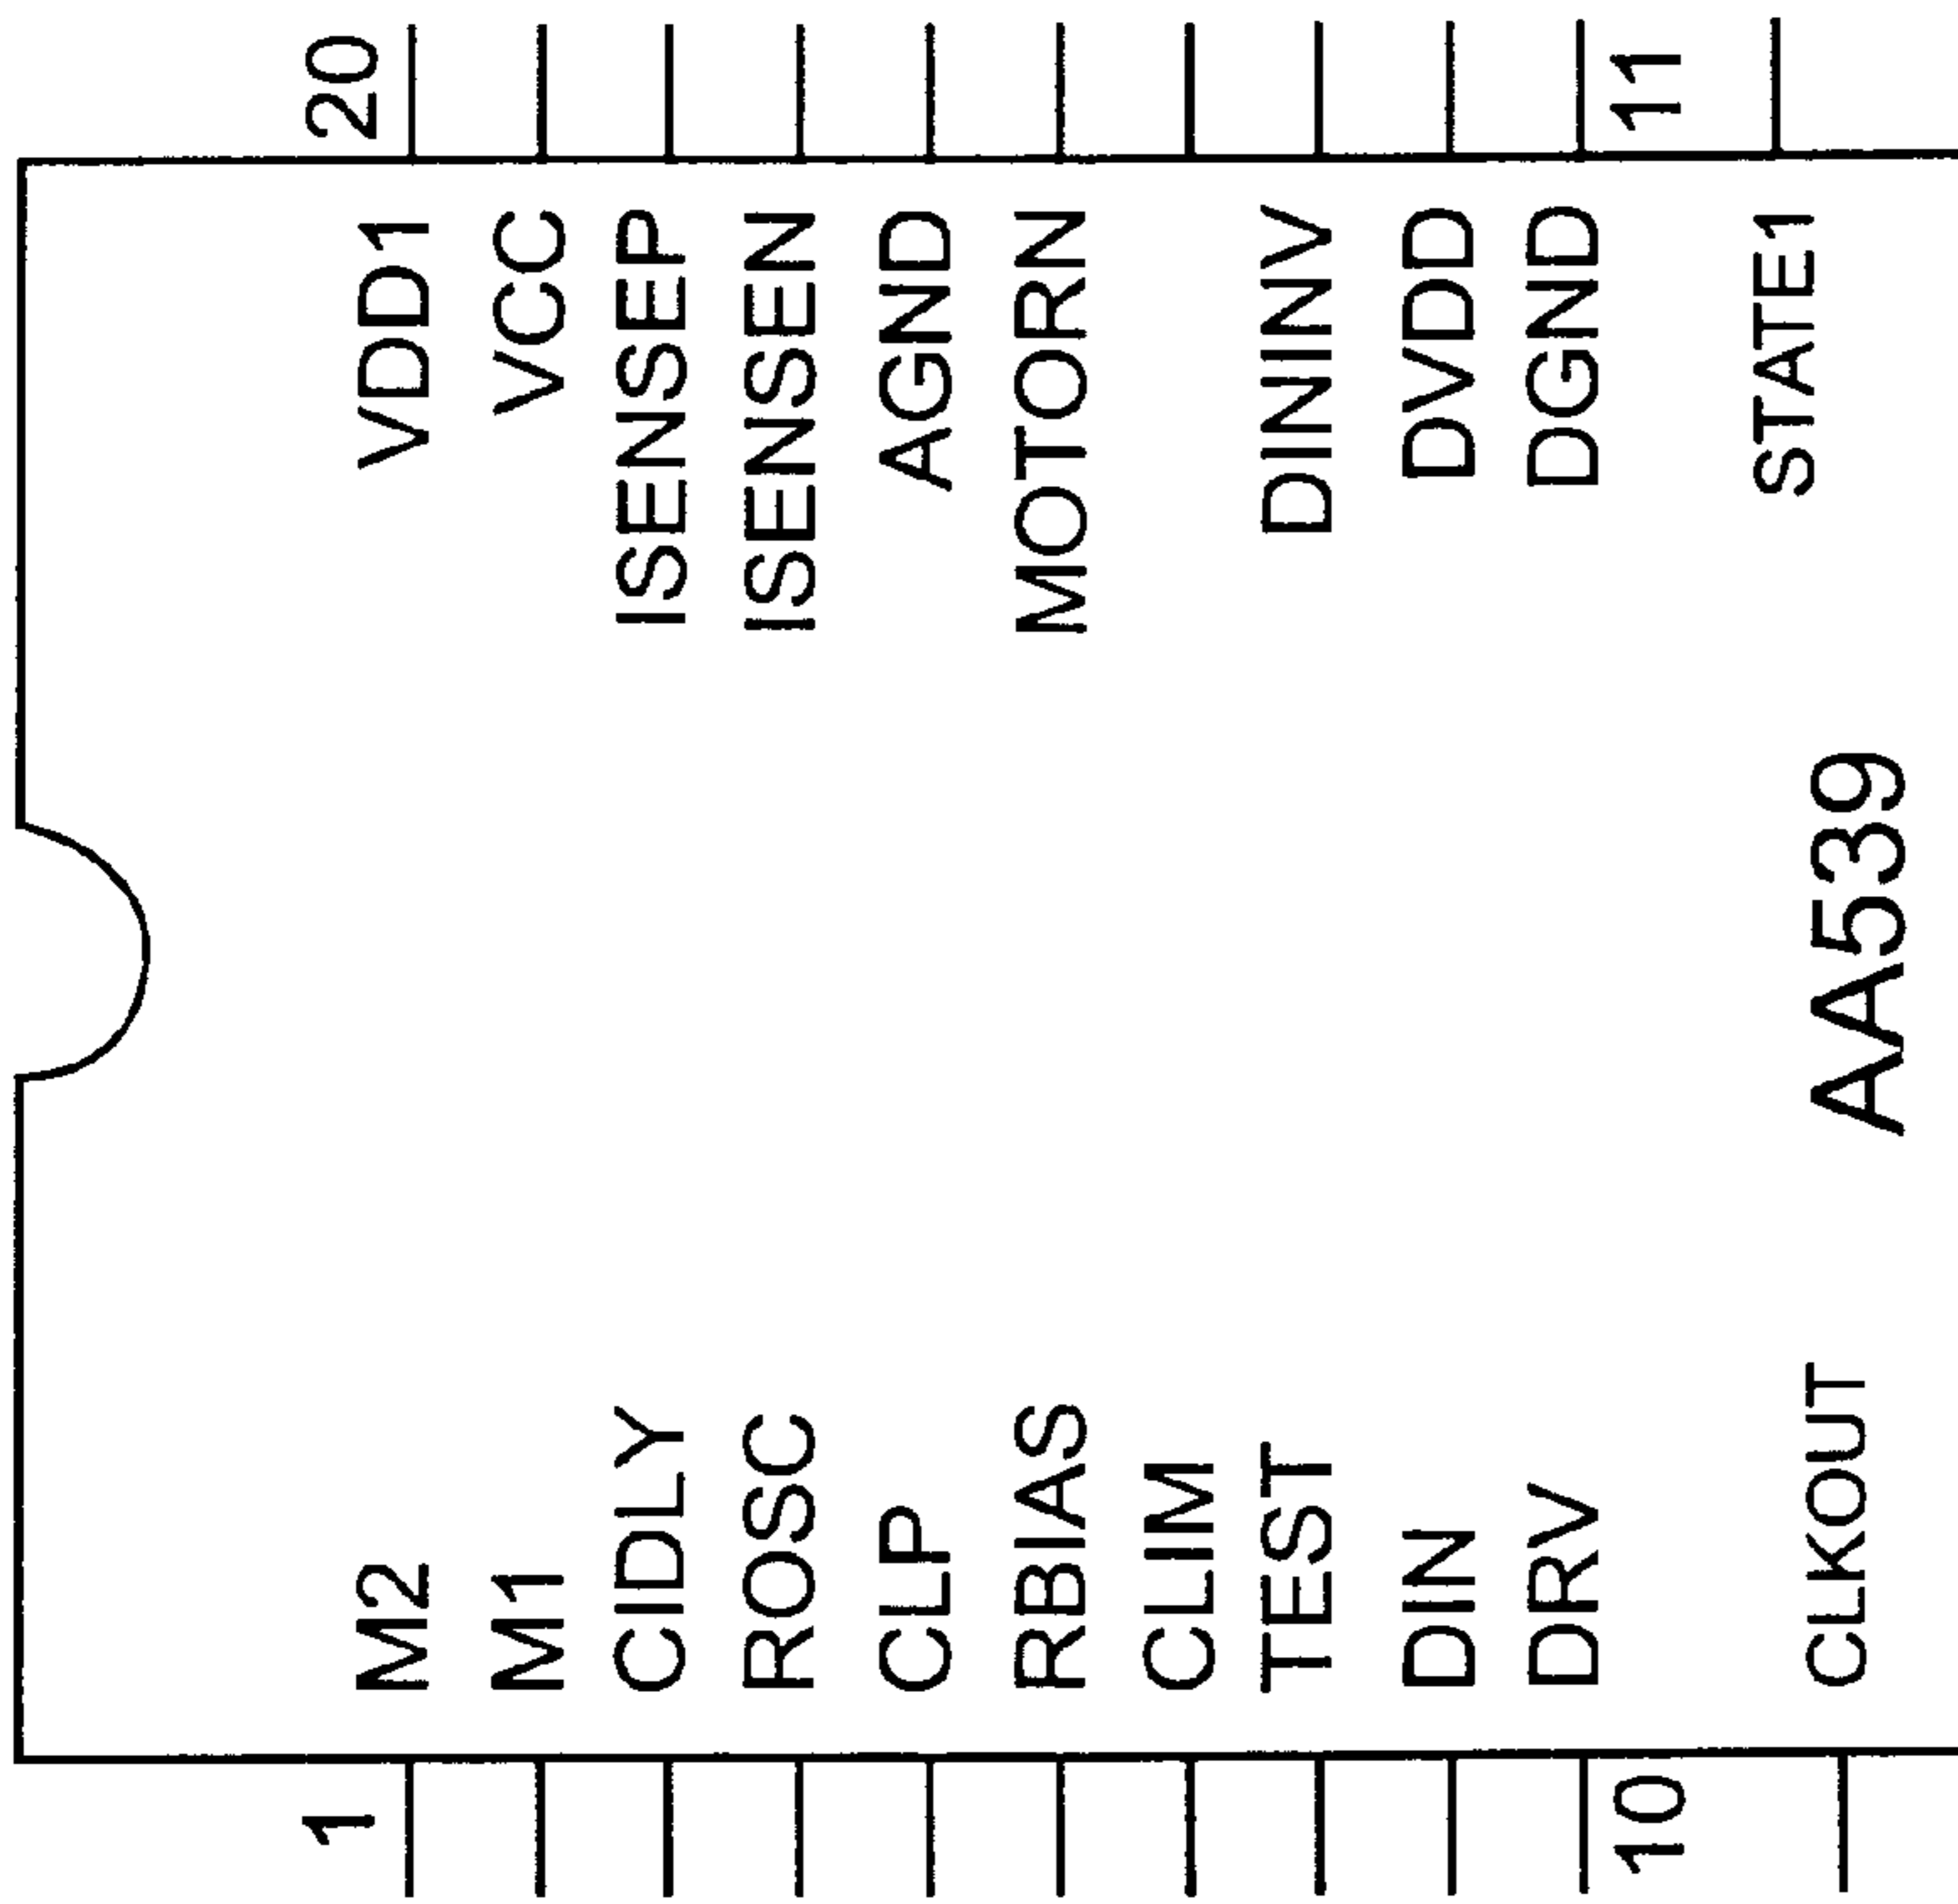 1
M2
M1
CIDLY
ROSC
CLP
RBIAS
CLIM
TEST
DIN
DRV
10
CLKOUT
AA539
20
VDD1
VCC
ISENSEP
ISENSEN
AGND
MOTORN
DININV
DVDD
DGND
11
STATE1